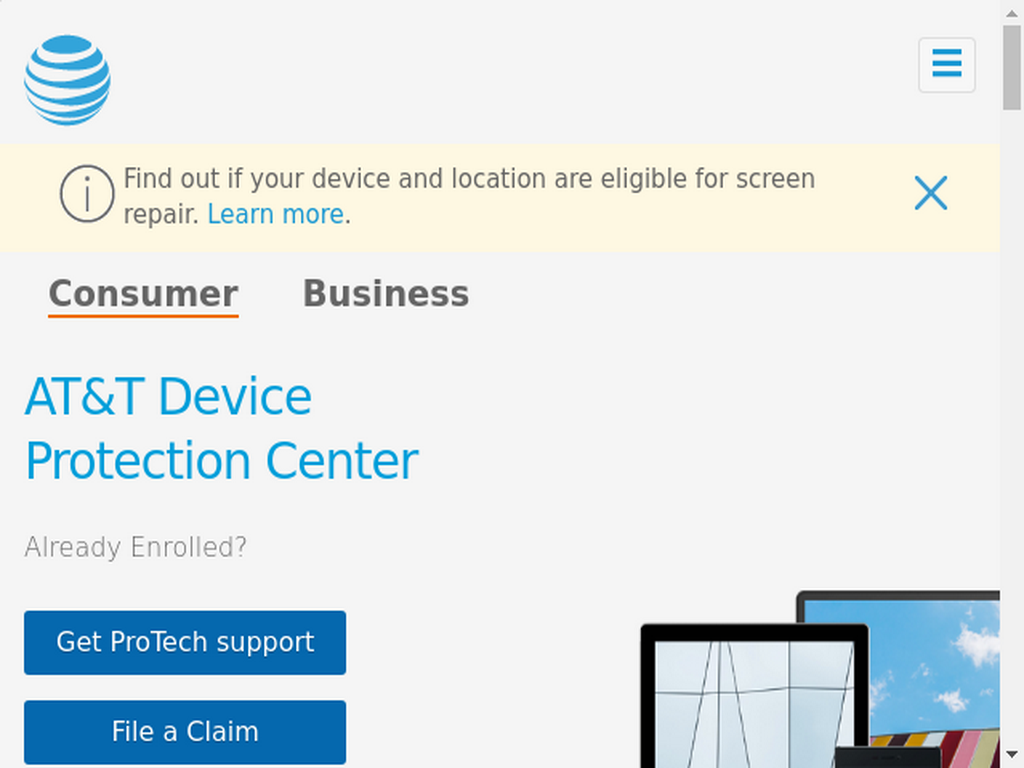 Find out if your device and location are eligible for screen
repair. Learn more.
Consumer
Business
AT&T Device
Protection Center
Already Enrolled?
Get ProTech support
File a Claim